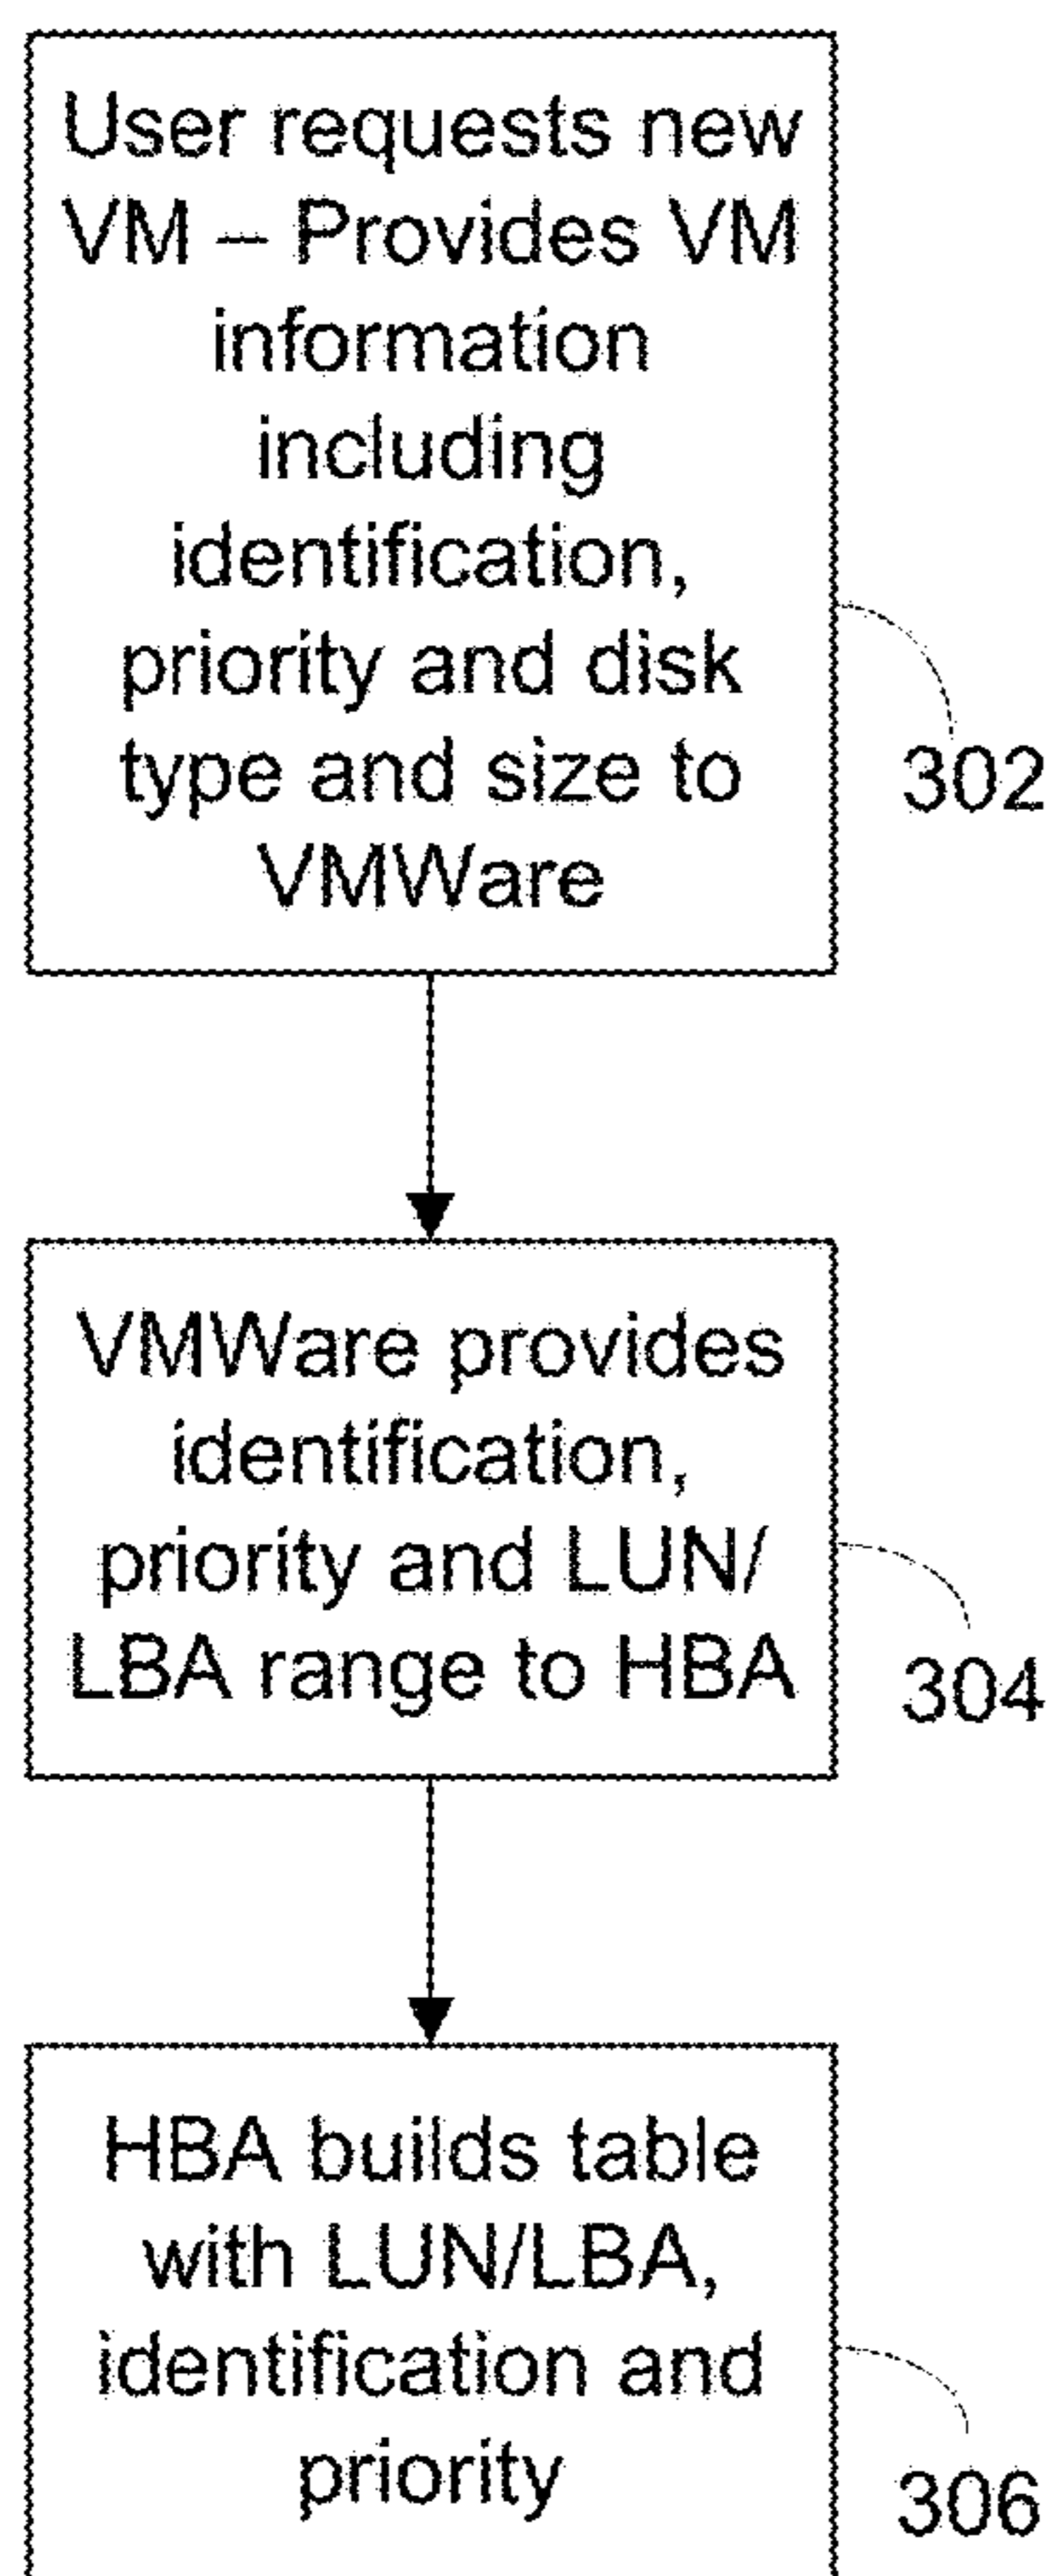 User requests new
VM – Provides VM
information
including
identification,
priority and disk
type and size to
VMWare
302
VMWare provides
identification,
priority and LUN/
LBA range to HBA
304
HBA builds table
with LUN/LBA,
identification and
priority
306